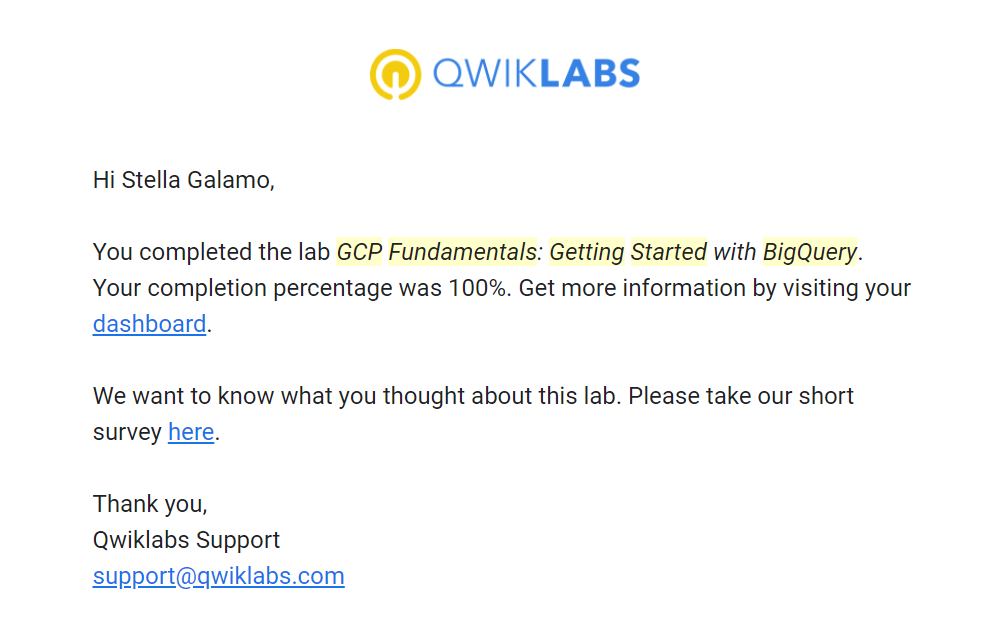 QWIKLABS
Hi Stella Galamo,
You completed the lab GCP Fundamentals: Getting Started with BigQuery.
Your completion percentage was 100%. Get more information by visiting your
dashboard.
We want to know what you thought about this lab. Please take our short
survey here.
Thank you,
Qwiklabs Support
support@qwiklabs.com